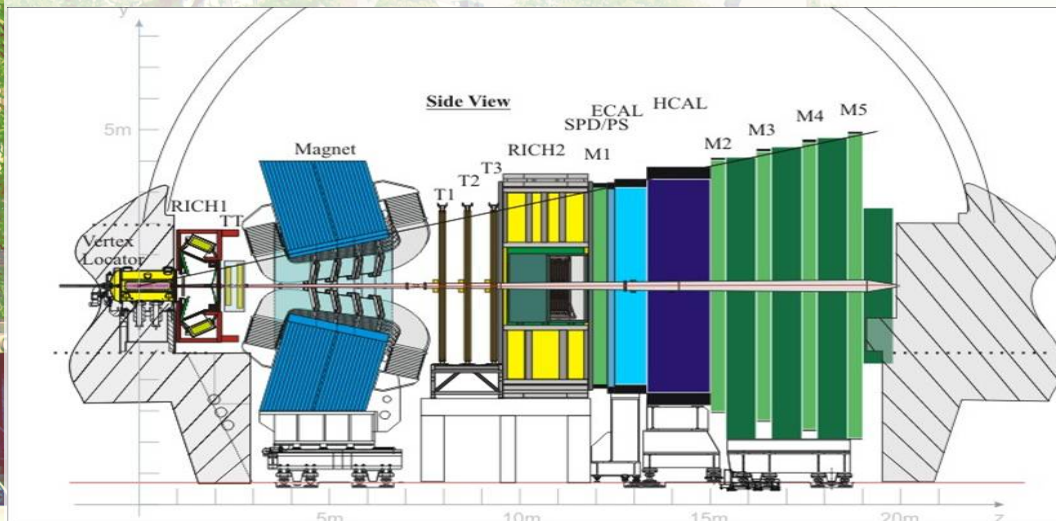 y
5m
Side View
Magnet
RICH1
TT
Vertex
Locator
T1
T2
T3
RICH2
SPD/PS
M1
ECAL
HCAL
M2
M3
M4
M5
5m
10m
15m
20m
z